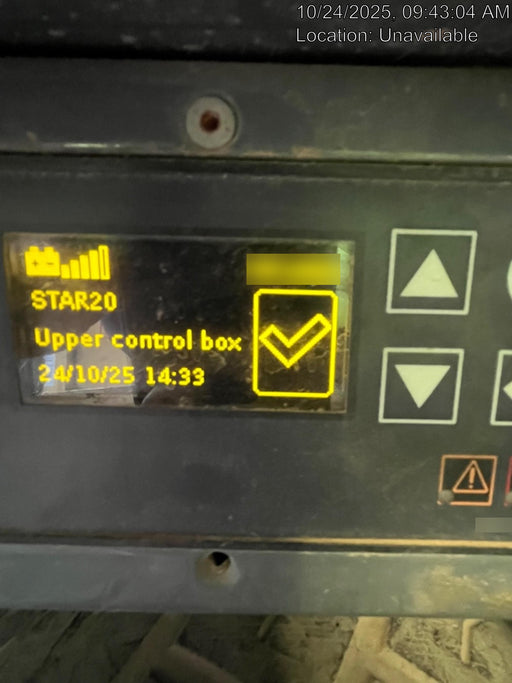 10/24/2025, 09:43:04 AM
Location: Unavailable
STAR20
Upper control box
24/10/25 14:33